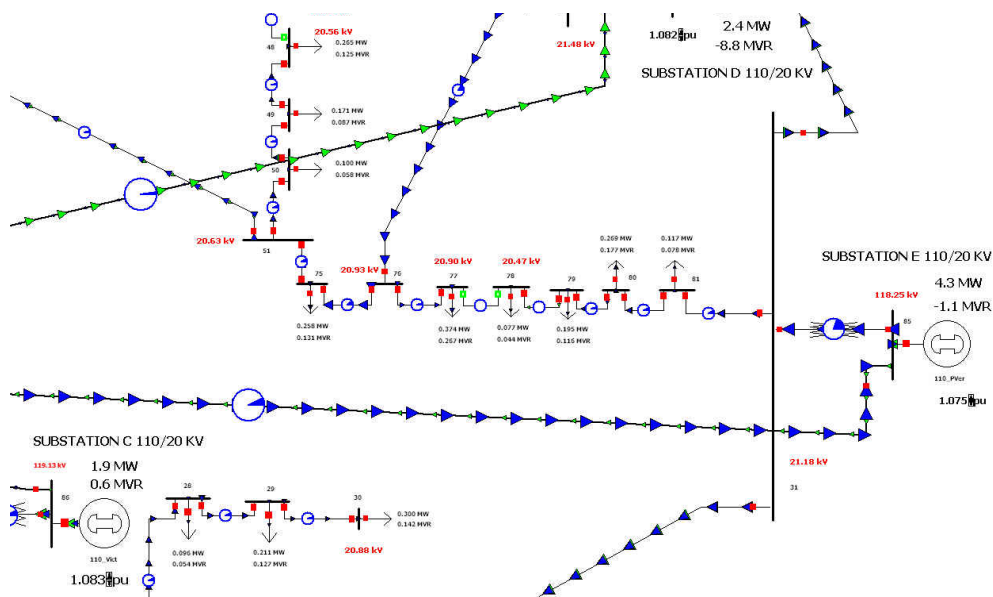 20.56 kV
48
0.265 MW
0.125 MVR
49
0.171 MW
0.087 MVR
50
0.100 MW
0.058 MVR
21.48 kV
1.082 pu
2.4 MW
-8.8 MVR
SUBSTATION D 110/20 KV
20.63 kV
51
75
0.258 MW
0.131 MVR
20.93 kV
76
20.90 kV
77
0.374 MW
0.267 MVR
20.47 kV
78
0.077 MW
0.044 MVR
79
0.195 MW
0.116 MVR
0.269 MW
0.177 MVR
80
0.117 MW
0.078 MVR
81
SUBSTATION E 110/20 KV
4.3 MW
-1.1 MVR
118.25 kV
85
110_PVer
1.075 pu
21.18 kV
31
SUBSTATION C 110/20 KV
119.13 kV
1.9 MW
0.6 MVR
86
110_Vkt
1.083 pu
28
0.096 MW
0.054 MVR
29
0.211 MW
0.127 MVR
30
0.300 MW
0.142 MVR
20.88 kV